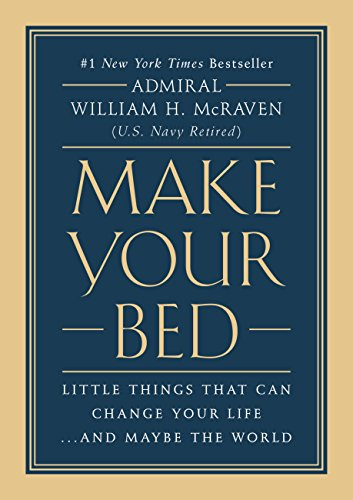 #1 New York Times Bestseller
ADMIRAL
WILLIAM H. McRAVEN
(U.S. Navy Retired)
MAKE
YOUR
BED
LITTLE THINGS THAT CAN
CHANGE YOUR LIFE
...AND MAYBE THE WORLD